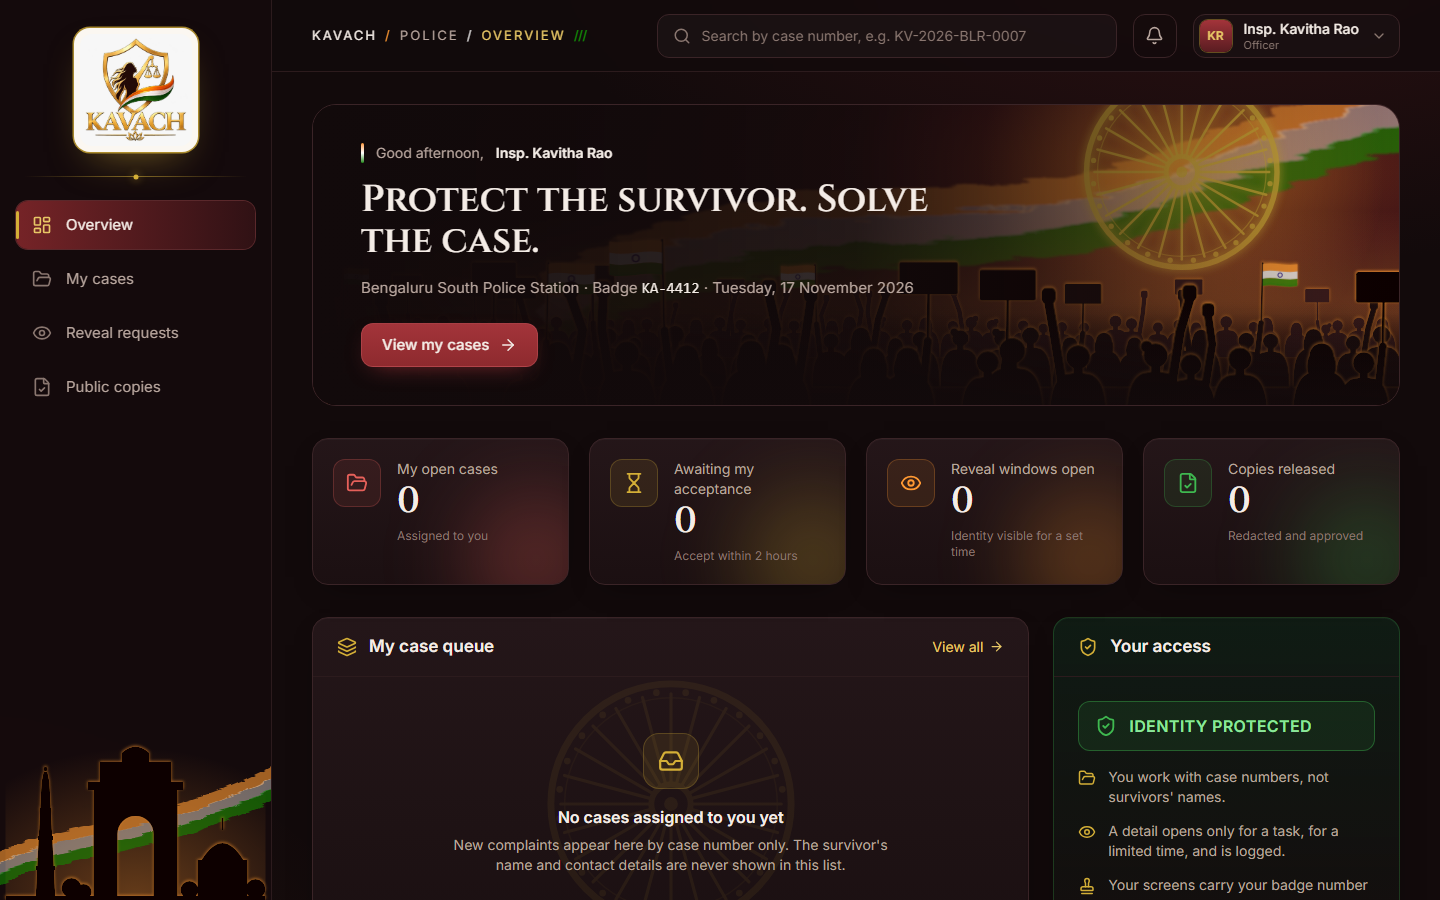 KAVACH
KAVACH / POLICE / OVERVIEW ///
Search by case number, e.g. KV-2026-BLR-0007
KR
Insp. Kavitha Rao
Officer
Overview
My cases
Reveal requests
Public copies
Good afternoon, Insp. Kavitha Rao
PROTECT THE SURVIVOR. SOLVE
THE CASE.
Bengaluru South Police Station · Badge KA-4412 · Tuesday, 17 November 2026
View my cases
My open cases
0
Assigned to you
Awaiting my
acceptance
0
Accept within 2 hours
Reveal windows open
0
Identity visible for a set
time
Copies released
0
Redacted and approved
My case queue
View all
No cases assigned to you yet
New complaints appear here by case number only. The survivor's
name and contact details are never shown in this list.
Your access
IDENTITY PROTECTED
You work with case numbers, not
survivors' names.
A detail opens only for a task, for a
limited time, and is logged.
Your screens carry your badge number